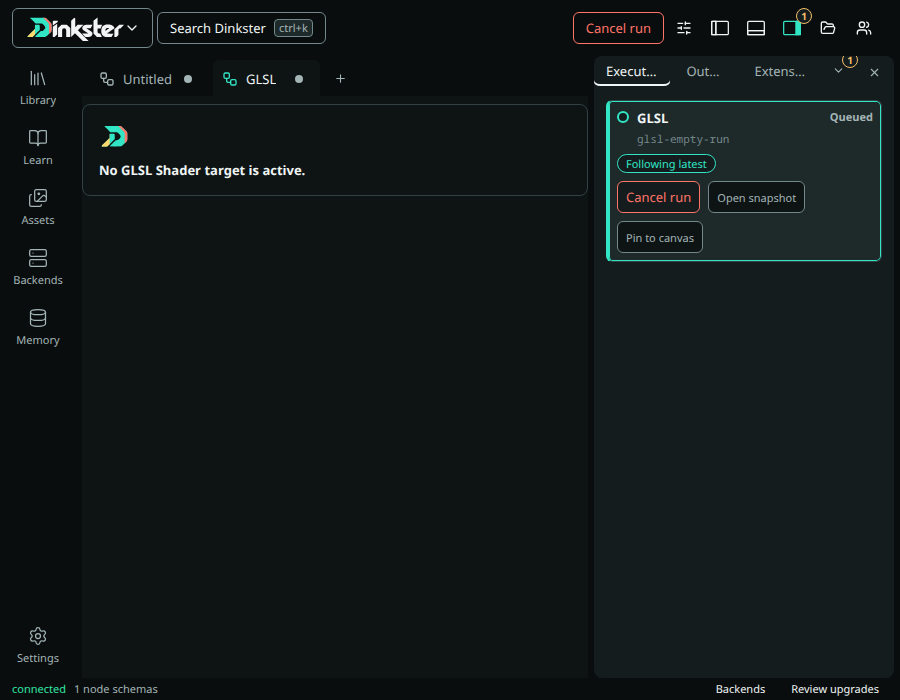 Dinkster
Search Dinkster ctrl+k
Cancel run
1
Library
Learn
Assets
Backends
Memory
Settings
Untitled
GLSL
No GLSL Shader target is active.
Execut...
Out...
Extens...
1
GLSL
Queued
glsl-empty-run
Following latest
Cancel run
Open snapshot
Pin to canvas
connected
1 node schemas
Backends
Review upgrades